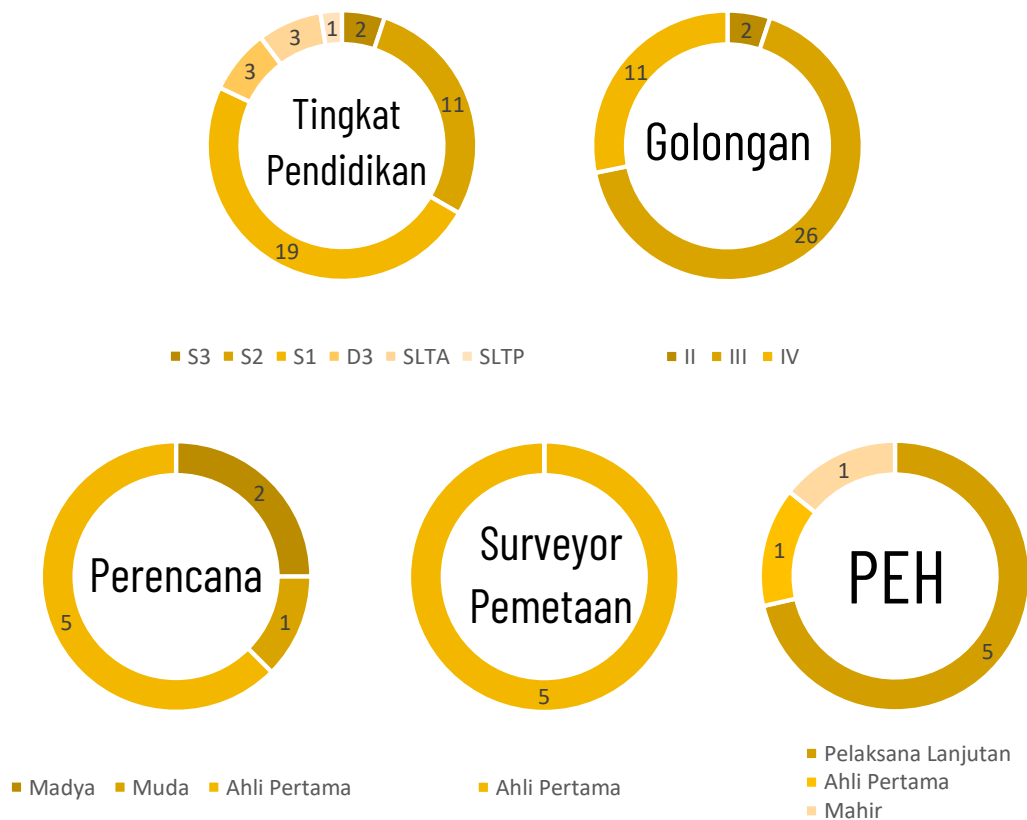 1
2
3
3
11
19
Tingkat
Pendidikan
S3 S2 S1 D3 SLTA SLTP
2
11
26
Golongan
II III IV
2
1
5
Perencana
Madya Muda Ahli Pertama
Surveyor
Pemetaan
5
Ahli Pertama
1
1
5
PEH
Pelaksana Lanjutan
Ahli Pertama
Mahir